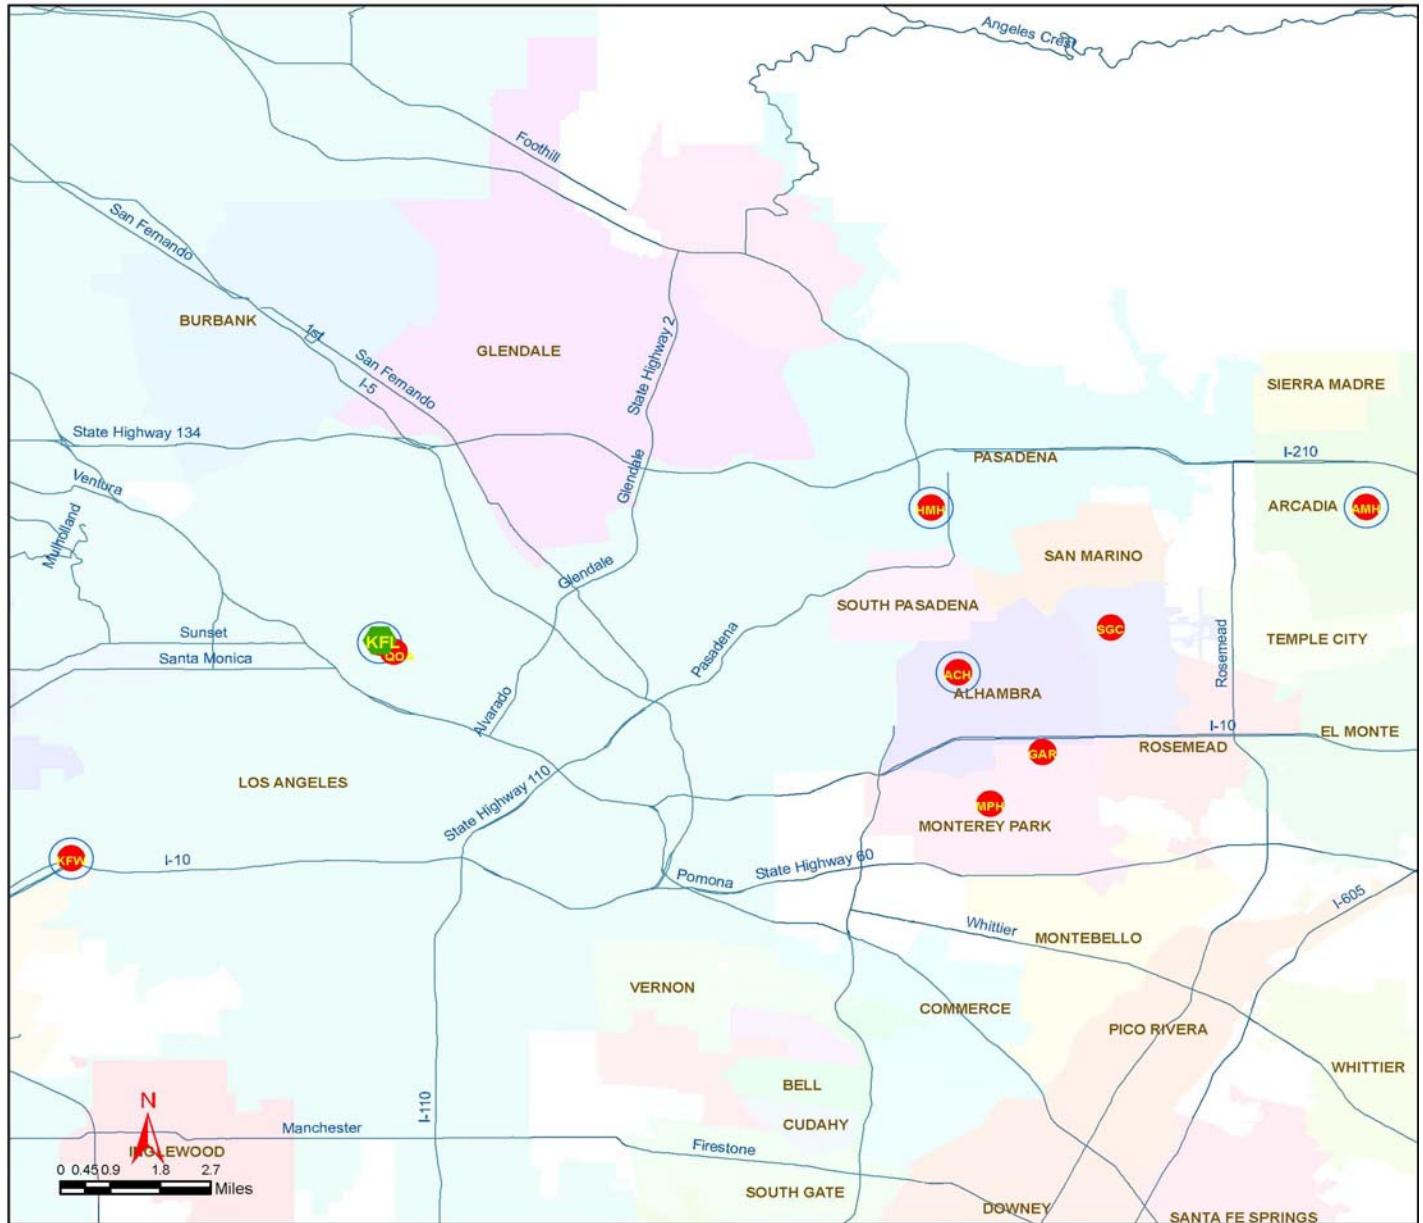 Angeles Crest
Foothill
San Fernando
BURBANK
1st
GLENDALE
San Fernando
State Highway 2
I-5
SIERRA MADRE
State Highway 134
PASADENA
I-210
Ventura
Glendale
HMH
ARCADIA
AMH
Mulholland
SAN MARINO
Glendale
SOUTH PASADENA
Sunset
KFL
Pasadena
SGC
Rosemead
TEMPLE CITY
Santa Monica
ACH
ALHAMBRA
Alvarado
I-10
EL MONTE
GAR
ROSEMEAD
LOS ANGELES
State Highway 110
MPH
MONTEREY PARK
KFW
I-10
Pomona
State Highway 60
I-605
Whittier
MONTEBELLO
VERNON
COMMERCE
PICO RIVERA
WHITTIER
BELL
N
I-110
CUDAHY
Manchester
INGLEWOOD
Firestone
0 0.45 0.9 1.8 2.7
Miles
SOUTH GATE
DOWNEY
SANTA FE SPRINGS